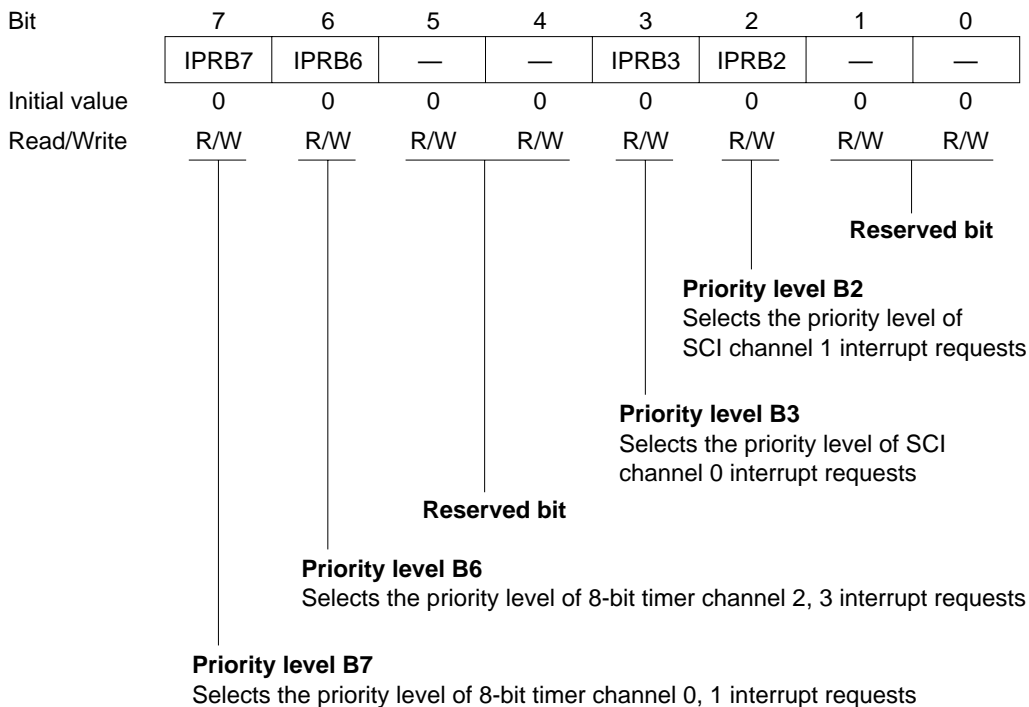 Bit 7 6 5 4 3 2 1 0
IPRB7 IPRB6 — — IPRB3 IPRB2 — —
Initial value 0 0 0 0 0 0 0 0
Read/Write R/W R/W R/W R/W R/W R/W R/W R/W
Reserved bit
Priority level B2
Selects the priority level of
SCI channel 1 interrupt requests
Priority level B3
Selects the priority level of SCI
channel 0 interrupt requests
Reserved bit
Priority level B6
Selects the priority level of 8-bit timer channel 2, 3 interrupt requests
Priority level B7
Selects the priority level of 8-bit timer channel 0, 1 interrupt requests